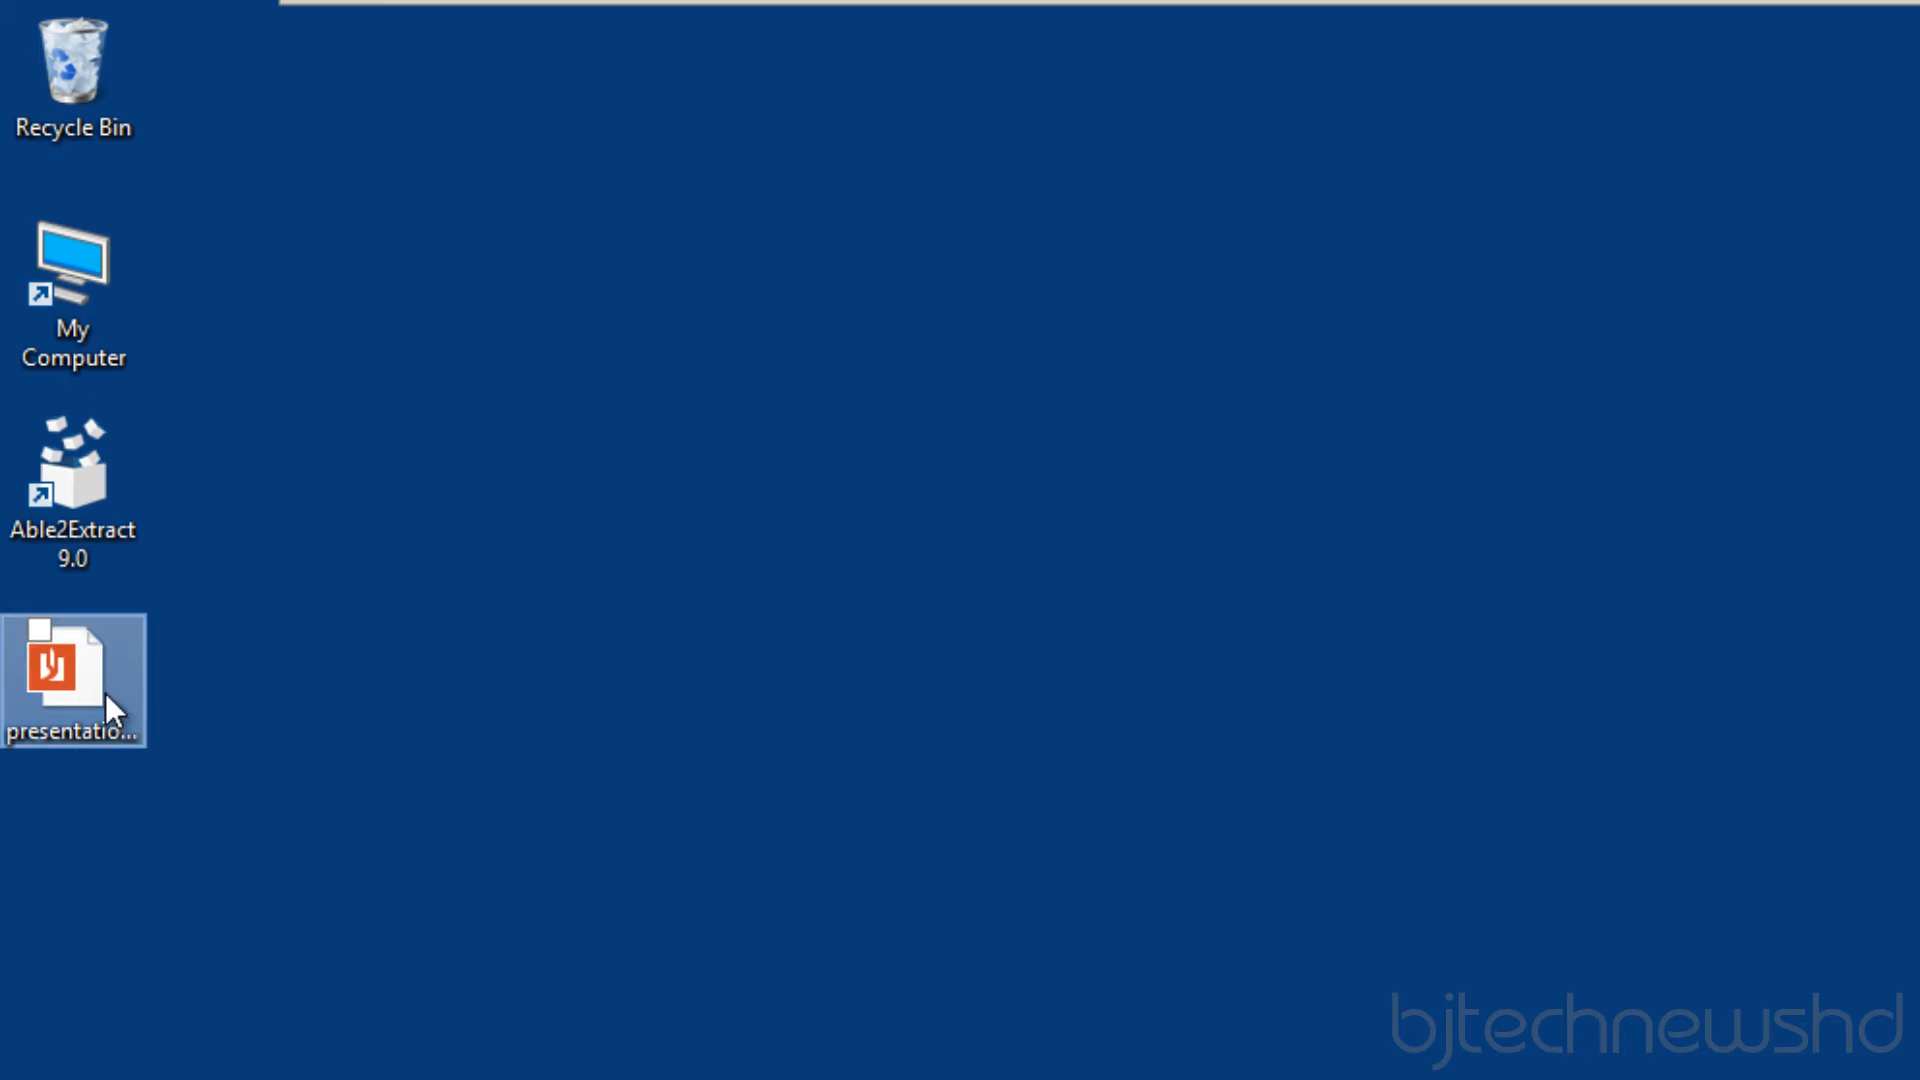 Recycle Bin
My
Computer
Able2Extract
9.0
presentatio...
bjtechnewshd